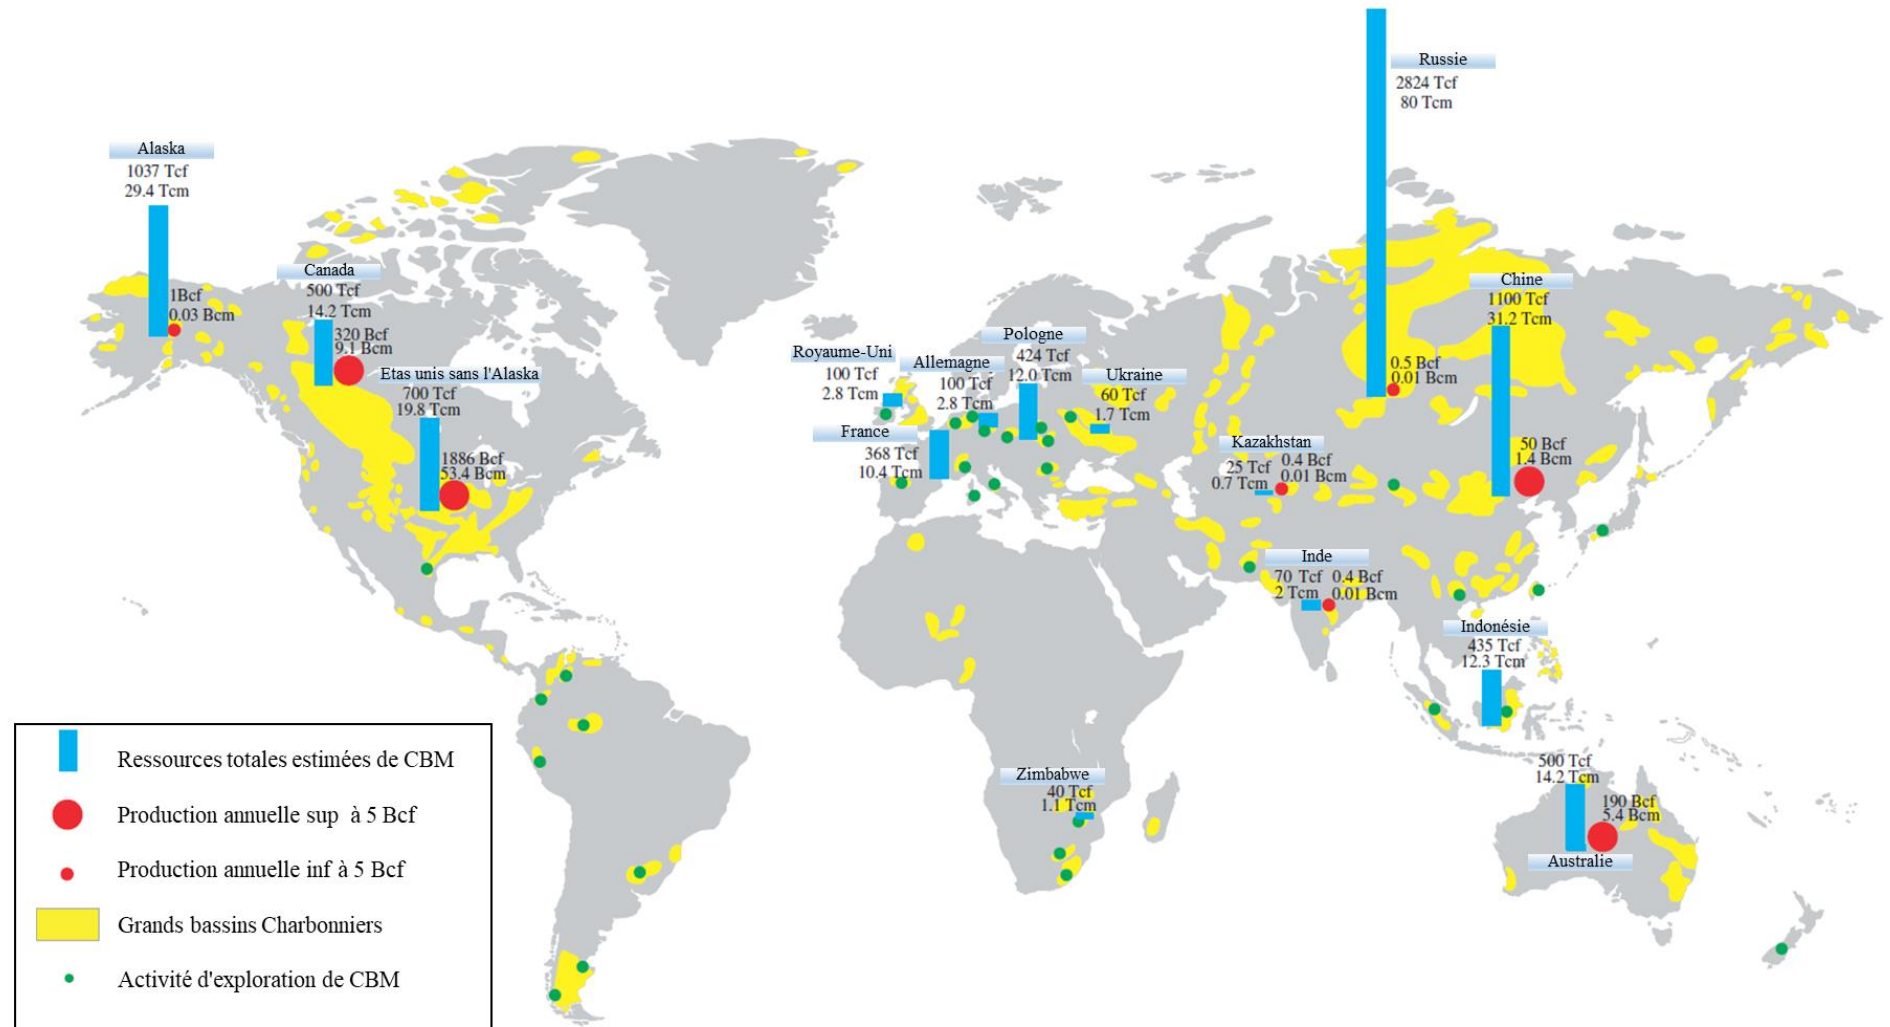 Russie
2824 Tcf
80 Tcm
Alaska
1037 Tcf
29.4 Tcm
1Bcf
0.03 Bcm
Canada
500 Tcf
14.2 Tcm
320 Bcf
9.1 Bcm
Etas unis sans l'Alaska
700 Tcf
19.8 Tcm
1886 Bcf
53.4 Bcm
Royaume-Uni
100 Tcf
2.8 Tcm
Allemagne
100 Tcf
2.8 Tcm
Pologne
424 Tcf
12.0 Tcm
Ukraine
60 Tcf
1.7 Tcm
France
368 Tcf
10.4 Tcm
Kazakhstan
25 Tcf
0.7 Tcm
0.4 Bcf
0.01 Bcm
0.5 Bcf
0.01 Bcm
Chine
1100 Tcf
31.2 Tcm
50 Bcf
1.4 Bcm
Inde
70 Tcf
2 Tcm
0.4 Bcf
0.01 Bcm
Indonésie
435 Tcf
12.3 Tcm
Zimbabwe
40 Tcf
1.1 Tcm
500 Tcf
14.2 Tcm
190 Bcf
5.4 Bcm
Australie
Ressources totales estimées de CBM
Production annuelle sup à 5 Bcf
Production annuelle inf à 5 Bcf
Grands bassins Charbonniers
Activité d'exploration de CBM